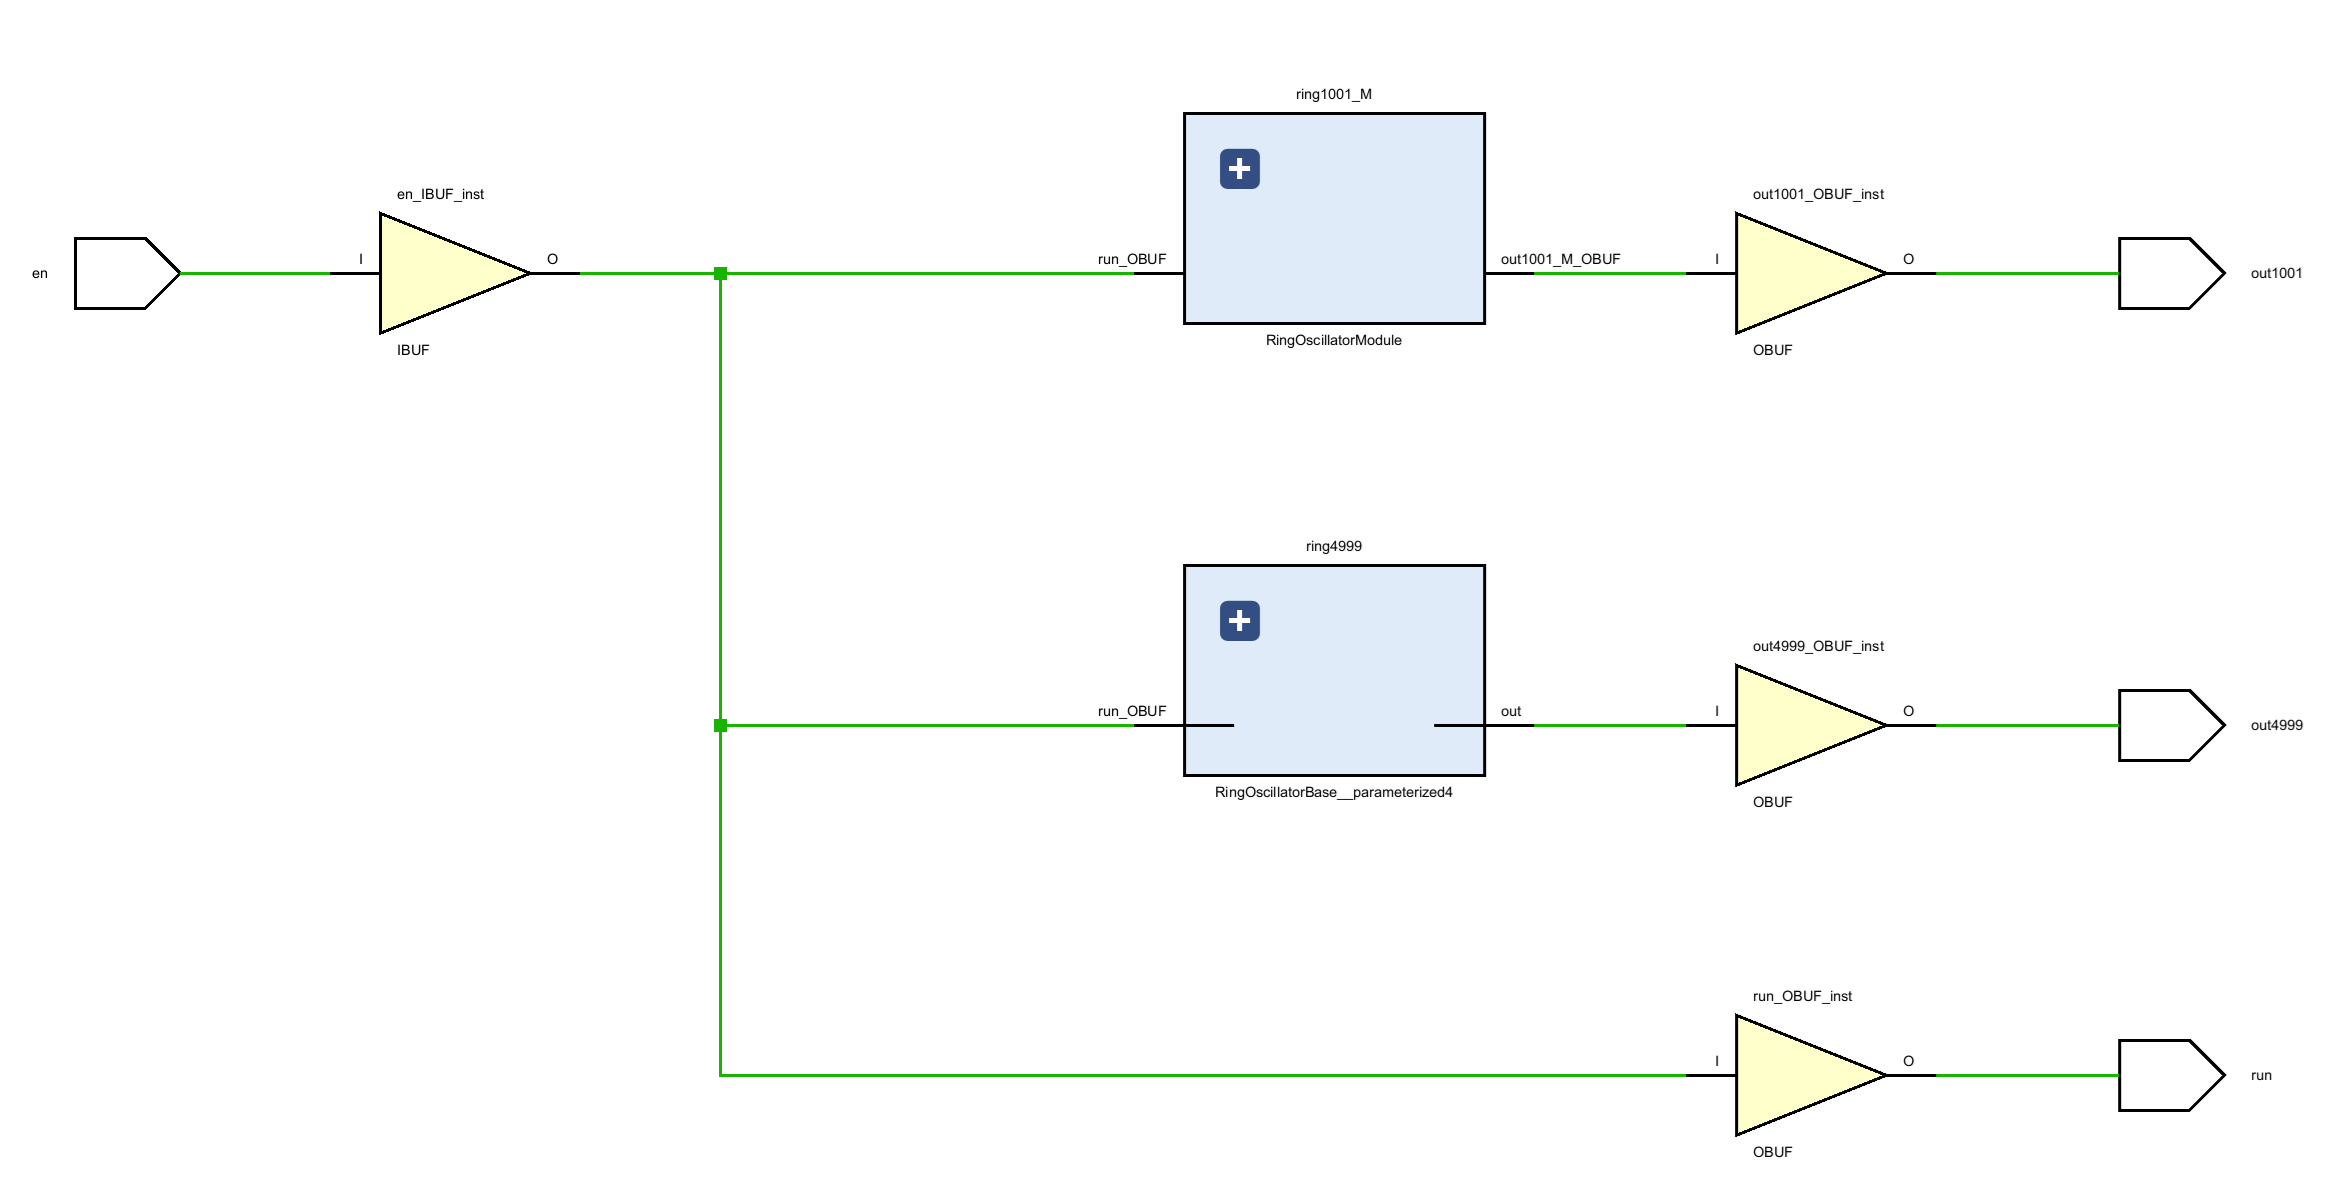 ring1001_M
en_IBUF_inst
out1001_OBUF_inst
en
I
O
run_OBUF
out1001_M_OBUF
I
O
out1001
IBUF
RingOscillatorModule
OBUF
ring4999
out4999_OBUF_inst
run_OBUF
out
I
O
out4999
RingOscillatorBase__parameterized4
OBUF
run_OBUF_inst
I
O
run
OBUF